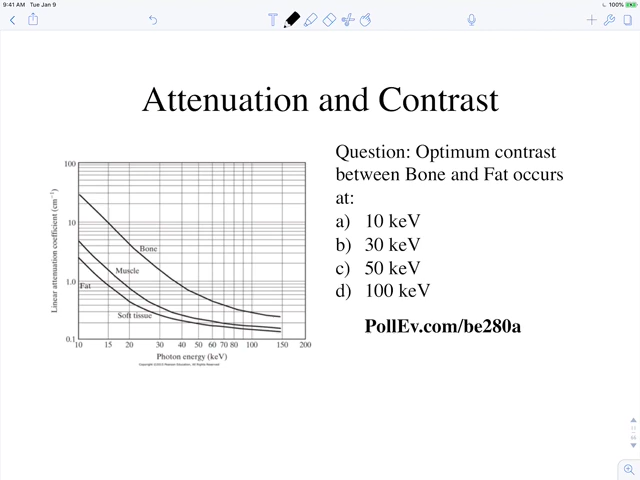 9:41 AM Tue Jan 9
100%
Attenuation and Contrast
Question: Optimum contrast
between Bone and Fat occurs
at:
a) 10 keV
b) 30 keV
c) 50 keV
d) 100 keV
PollEv.com/be280a
Linear attenuation coefficient (cm⁻¹)
100
10
1.0
0.1
Bone
Muscle
Fat
Soft tissue
10 15 20 30 40 50 60 70 80 100 150 200
Photon energy (keV)